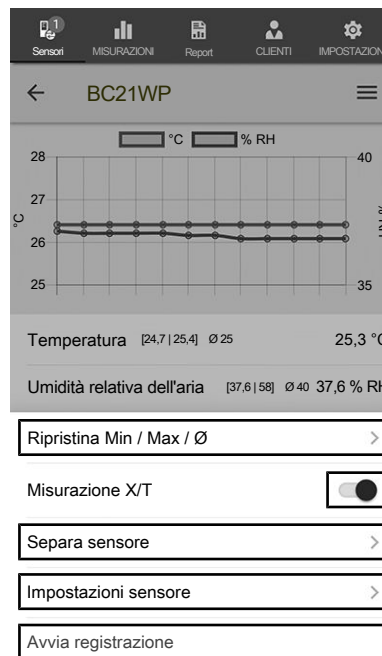 1
Sensori MISURAZIONI Report CLIENTI IMPOSTAZION
BC21WP
°C % RH
28 40
27
°C
26
25 35
Temperatura [24,7 | 25,4] Ø 25 25,3 °C
Umidità relativa dell'aria [37,6 | 58] Ø 40 37,6 % RH
Ripristina Min / Max / Ø
Misurazione X/T
Separa sensore
Impostazioni sensore
Avvia registrazione